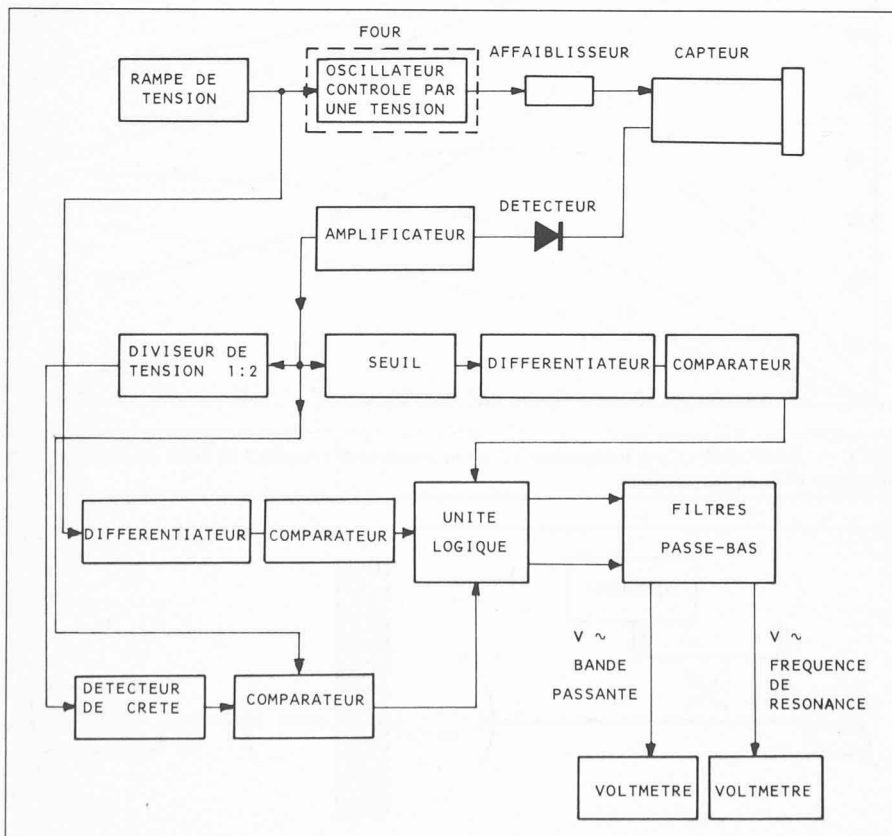 FOUR
AFFAIBLISSEUR
CAPTEUR
RAMPE DE
TENSION
OSCILLATEUR
CONTROLE PAR
UNE TENSION
DETECTEUR
AMPLIFICATEUR
DIVISEUR DE
TENSION 1:2
SEUIL
DIFFERENTIATEUR
COMPARATEUR
DIFFERENTIATEUR
COMPARATEUR
UNITE
LOGIQUE
FILTRES
PASSE-BAS
V ~
BANDE
PASSANTE
V ~
FREQUENCE
DE
RESONANCE
DETECTEUR
DE CRETE
COMPARATEUR
VOLTMETRE
VOLTMETRE